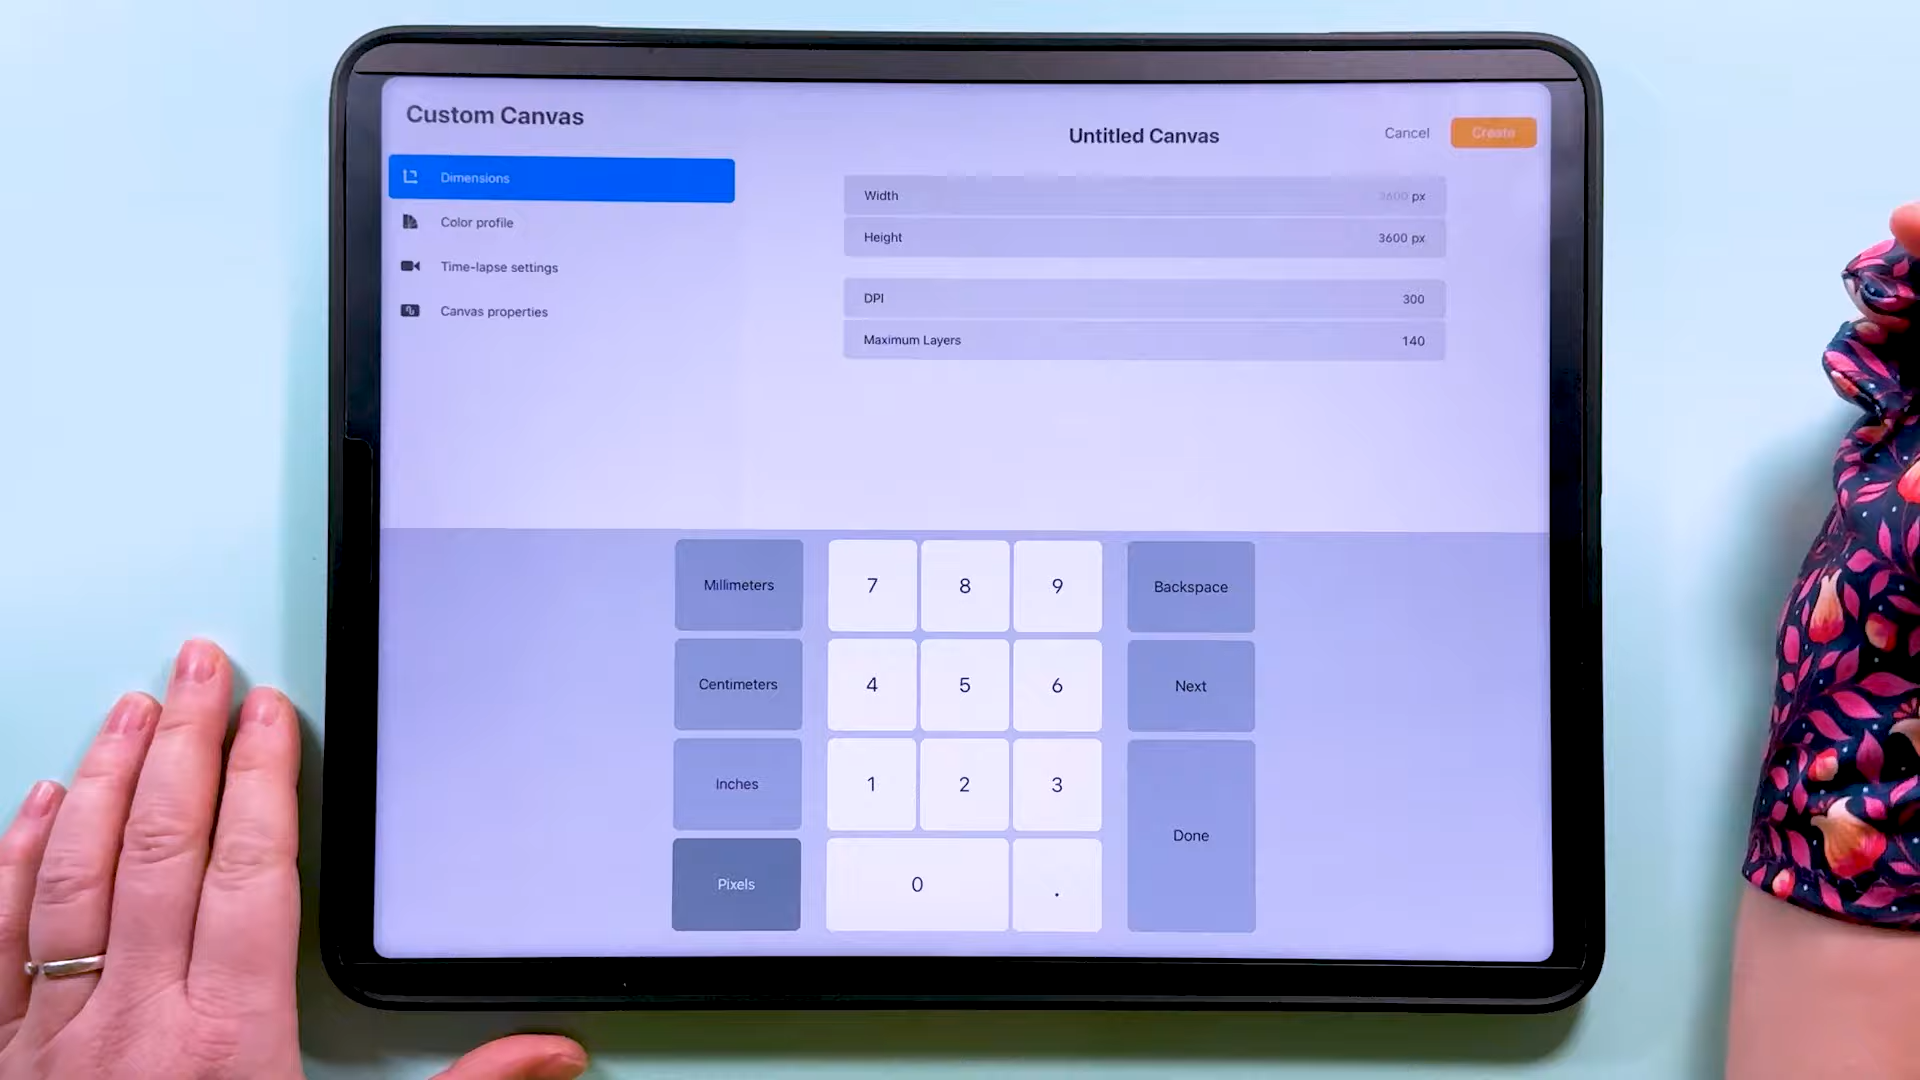 Custom Canvas
Untitled Canvas
Cancel
Create
Dimensions
Color profile
Time-lapse settings
Canvas properties
Width 3600 px
Height 3600 px
DPI 300
Maximum Layers 140
Millimeters 7 8 9 Backspace
Centimeters 4 5 6 Next
Inches 1 2 3
Done
Pixels 0 .